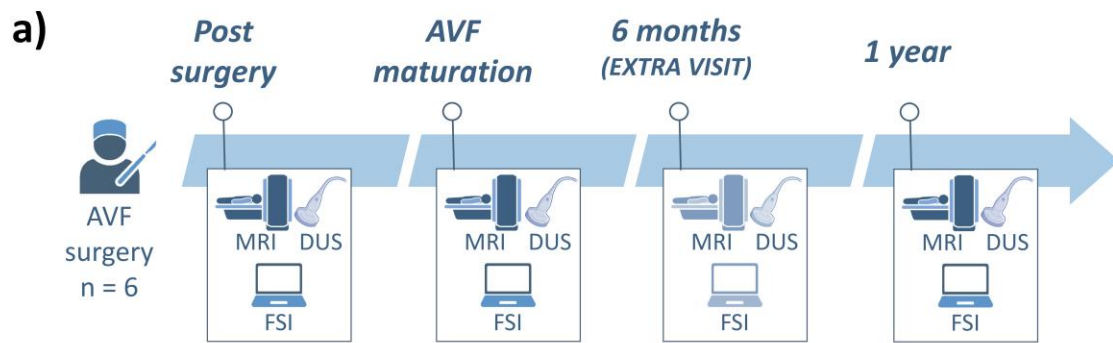 a)
Post
surgery
AVF
maturation
6 months
(EXTRA VISIT)
1 year
AVF
surgery
n = 6
MRI DUS
FSI
MRI DUS
FSI
MRI DUS
FSI
MRI DUS
FSI